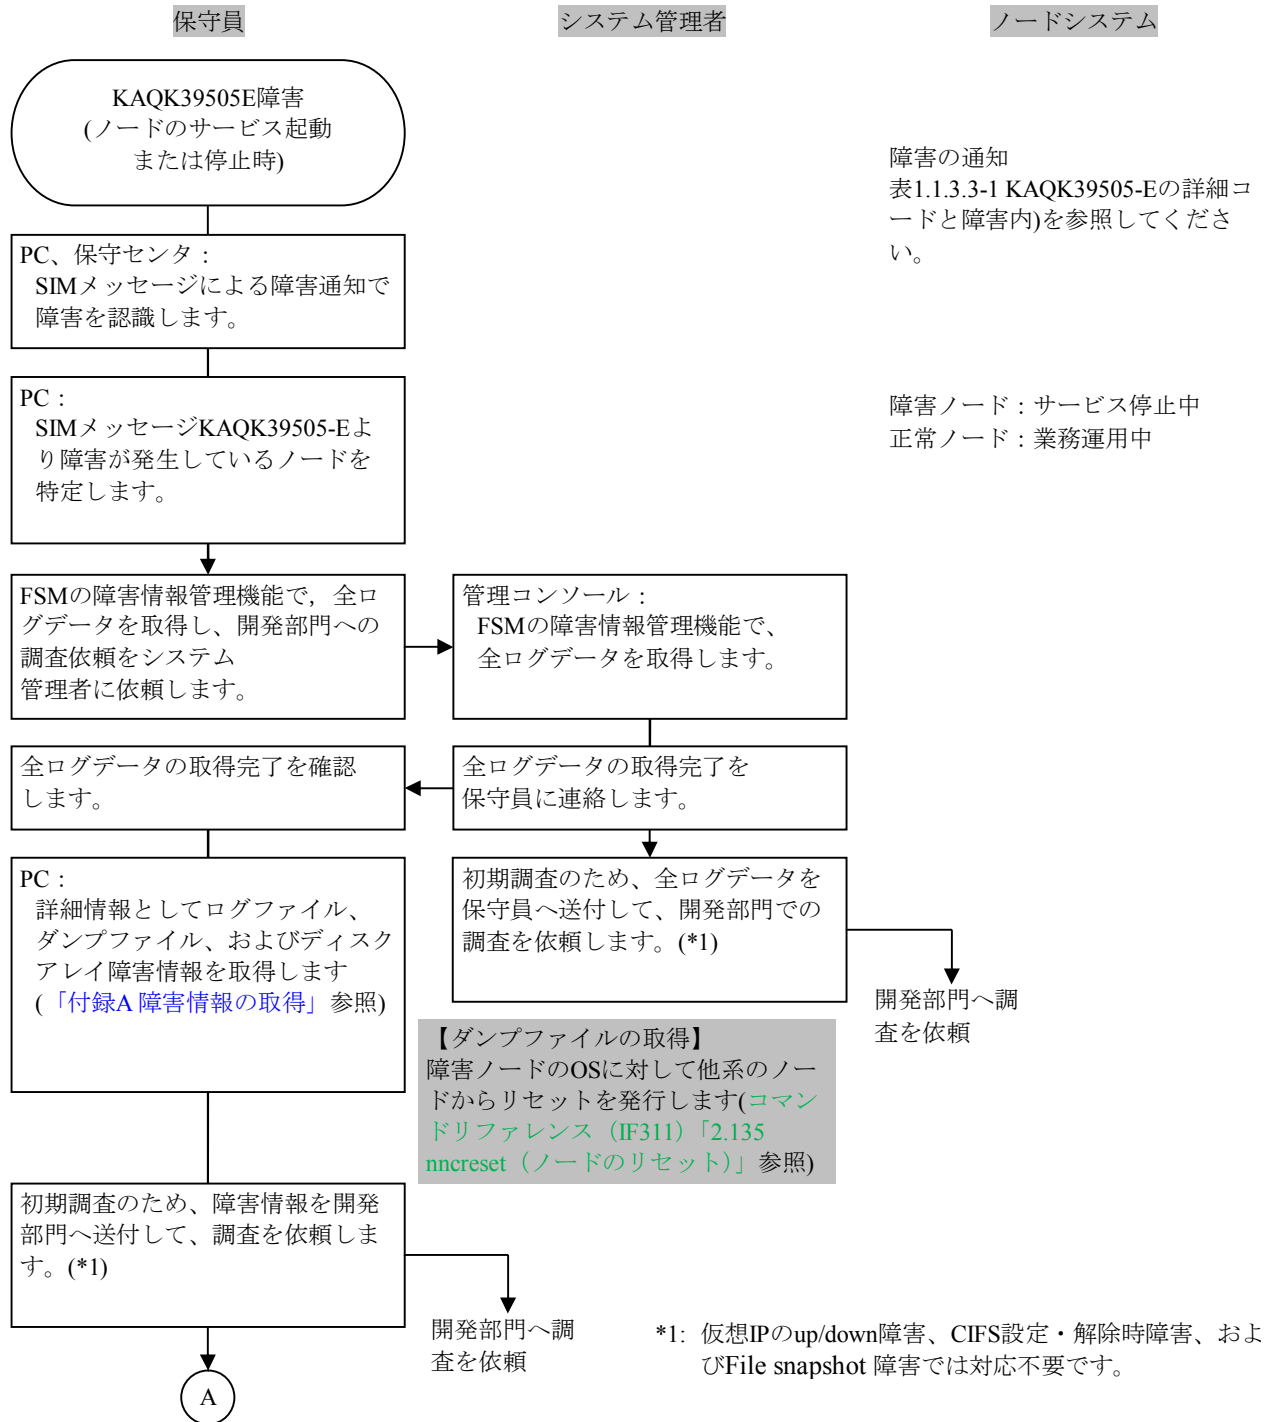 保守員
システム管理者
ノードシステム
KAQK39505E障害
(ノードのサービス起動
または停止時)
障害の通知
表1.1.3.3-1 KAQK39505-Eの詳細コ
ードと障害内)を参照してくださ
い。
PC、保守センタ：
SIMメッセージによる障害通知で
障害を認識します。
PC：
SIMメッセージKAQK39505-Eよ
り障害が発生しているノードを
特定します。
障害ノード：サービス停止中
正常ノード：業務運用中
FSMの障害情報管理機能で，全ロ
グデータを取得し、開発部門への
調査依頼をシステム
管理者に依頼します。
管理コンソール：
FSMの障害情報管理機能で、
全ログデータを取得します。
全ログデータの取得完了を確認
します。
全ログデータの取得完了を
保守員に連絡します。
PC：
詳細情報としてログファイル、
ダンプファイル、およびディスク
アレイ障害情報を取得します
(「付録A 障害情報の取得」参照)
初期調査のため、全ログデータを
保守員へ送付して、開発部門での
調査を依頼します。(*1)
開発部門へ調
査を依頼
【ダンプファイルの取得】
障害ノードのOSに対して他系のノー
ドからリセットを発行します(コマン
ドリファレンス（IF311）「2.135
nncreset（ノードのリセット）」参照)
初期調査のため、障害情報を開発
部門へ送付して、調査を依頼しま
す。(*1)
開発部門へ調
査を依頼
*1: 仮想IPのup/down障害、CIFS設定・解除時障害、およ
びFile snapshot 障害では対応不要です。
A